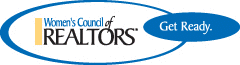 Women's Council of
REALTORS®
Get Ready.